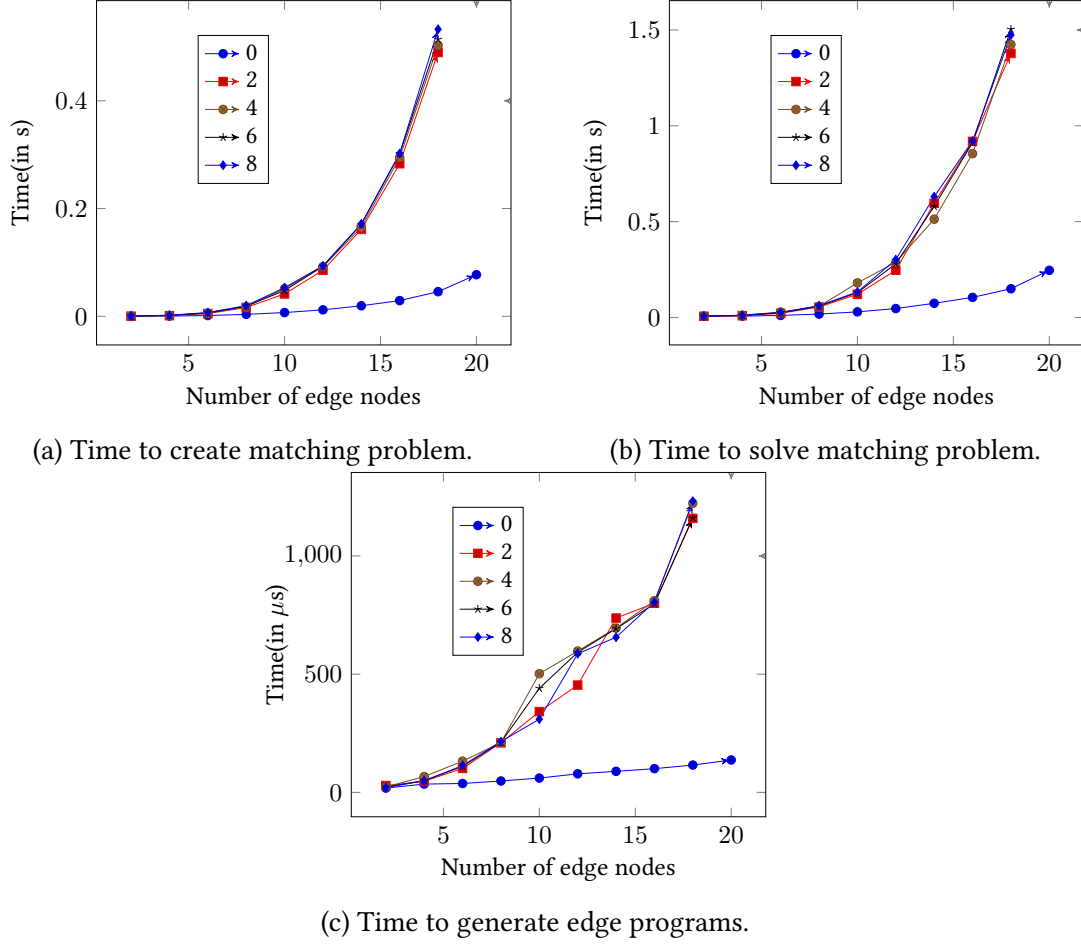 0.4
0.2
0
Time(in s)
0
2
4
6
8
5 10 15 20
Number of edge nodes
(a) Time to create matching problem.
1.5
1
0.5
0
Time(in s)
0
2
4
6
8
5 10 15 20
Number of edge nodes
(b) Time to solve matching problem.
1,000
500
0
Time(in μs)
0
2
4
6
8
5 10 15 20
Number of edge nodes
(c) Time to generate edge programs.